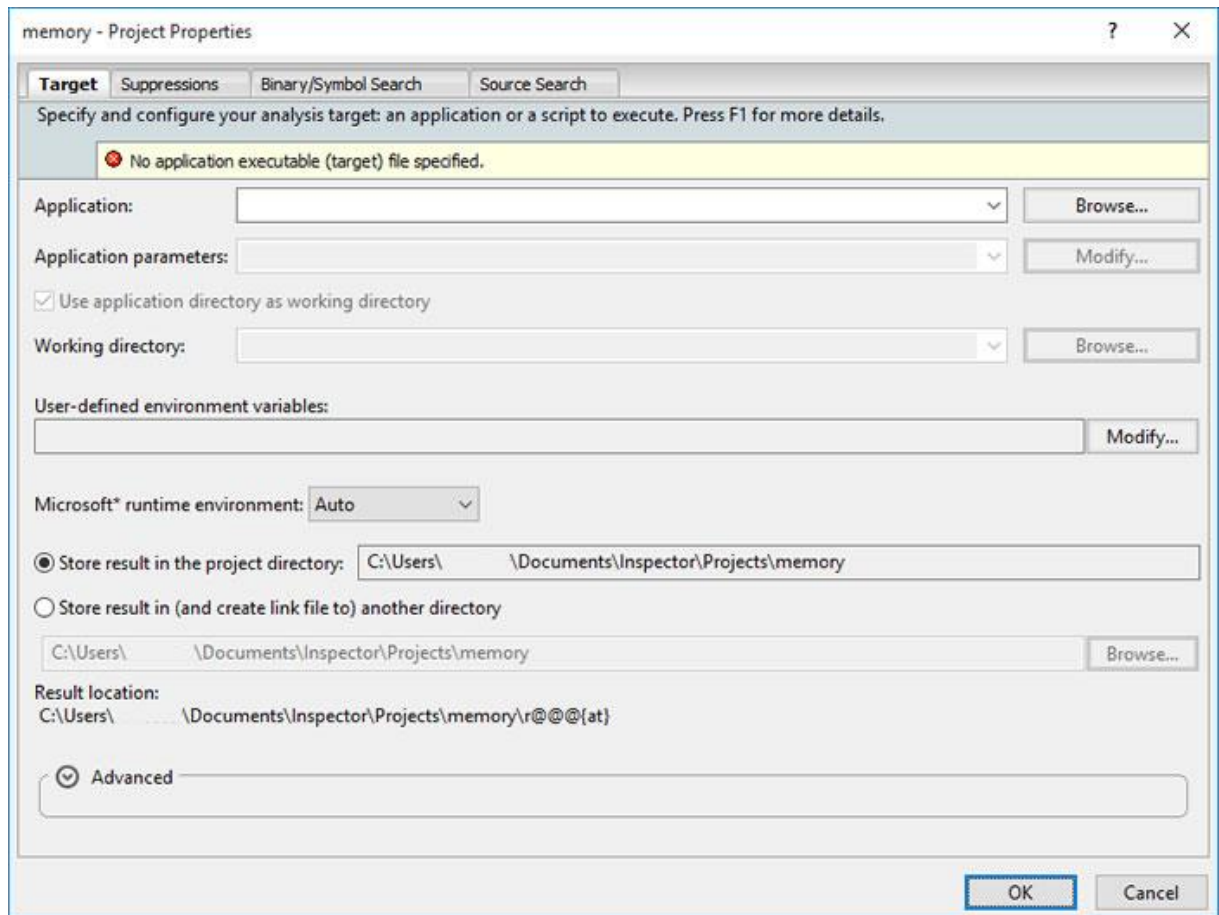 memory - Project Properties
?
Target Suppressions Binary/Symbol Search Source Search
Specify and configure your analysis target: an application or a script to execute. Press F1 for more details.
No application executable (target) file specified.
Application: Browse...
Application parameters: Modify...
Use application directory as working directory
Working directory: Browse...
User-defined environment variables:
Modify...
Microsoft* runtime environment: Auto
Store result in the project directory: C:\Users\ \Documents\Inspector\Projects\memory
Store result in (and create link file to) another directory
C:\Users\ \Documents\Inspector\Projects\memory Browse...
Result location:
C:\Users\ \Documents\Inspector\Projects\memory\r@@@{at}
Advanced
OK Cancel